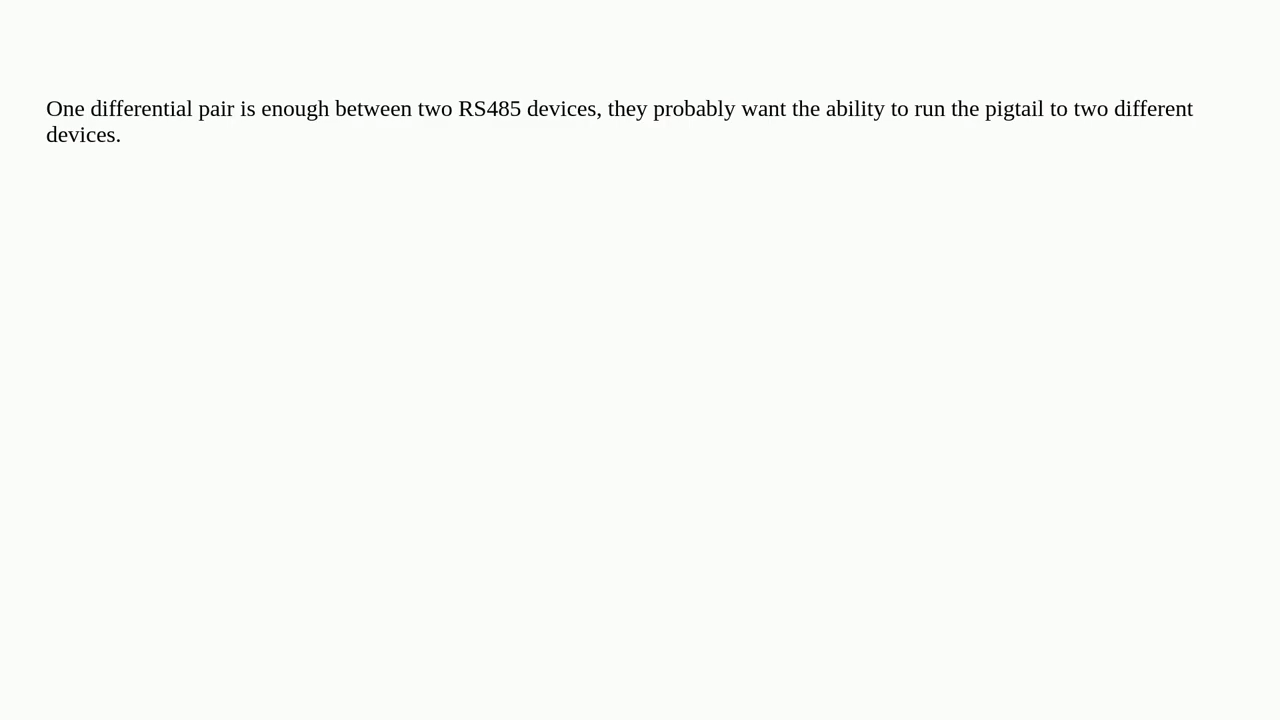 One differential pair is enough between two RS485 devices, they probably want the ability to run the pigtail to two different
devices.